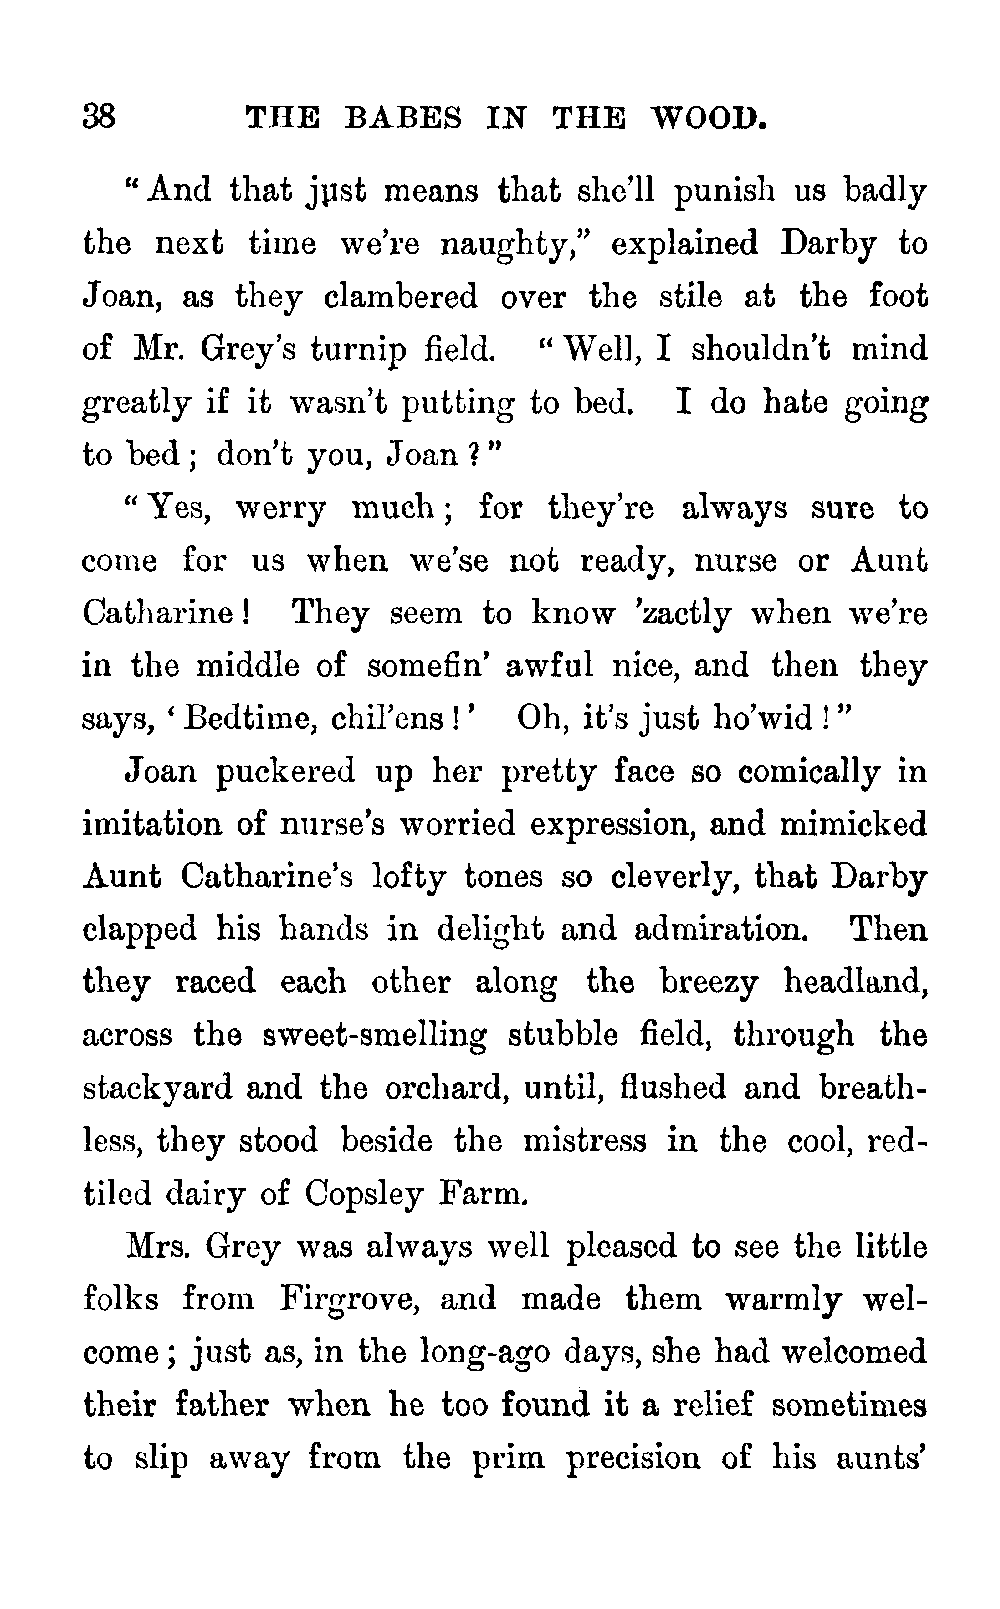 38 THE BABES IN THE WOOD.
“And that just means that she’ll punish us badly
the next time we’re naughty,” explained Darby to
Joan, as they clambered over the stile at the foot
of Mr. Grey’s turnip field. “Well, I shouldn’t mind
greatly if it wasn’t putting to bed. I do hate going
to bed; don’t you, Joan?”
“Yes, werry much; for they’re always sure to
come for us when we’se not ready, nurse or Aunt
Catharine! They seem to know ’zactly when we’re
in the middle of somefin’ awful nice, and then they
says, ‘Bedtime, chil’ens!’ Oh, it’s just ho’wid!”
Joan puckered up her pretty face so comically in
imitation of nurse’s worried expression, and mimicked
Aunt Catharine’s lofty tones so cleverly, that Darby
clapped his hands in delight and admiration. Then
they raced each other along the breezy headland,
across the sweet-smelling stubble field, through the
stackyard and the orchard, until, flushed and breath-
less, they stood beside the mistress in the cool, red-
tiled dairy of Copsley Farm.
Mrs. Grey was always well pleased to see the little
folks from Firgrove, and made them warmly wel-
come; just as, in the long-ago days, she had welcomed
their father when he too found it a relief sometimes
to slip away from the prim precision of his aunts’